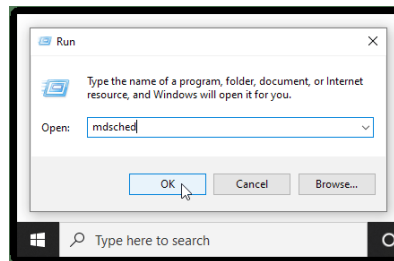 Run
Type the name of a program, folder, document, or Internet
resource, and Windows will open it for you.
Open: mdsched
OK Cancel Browse...
Type here to search